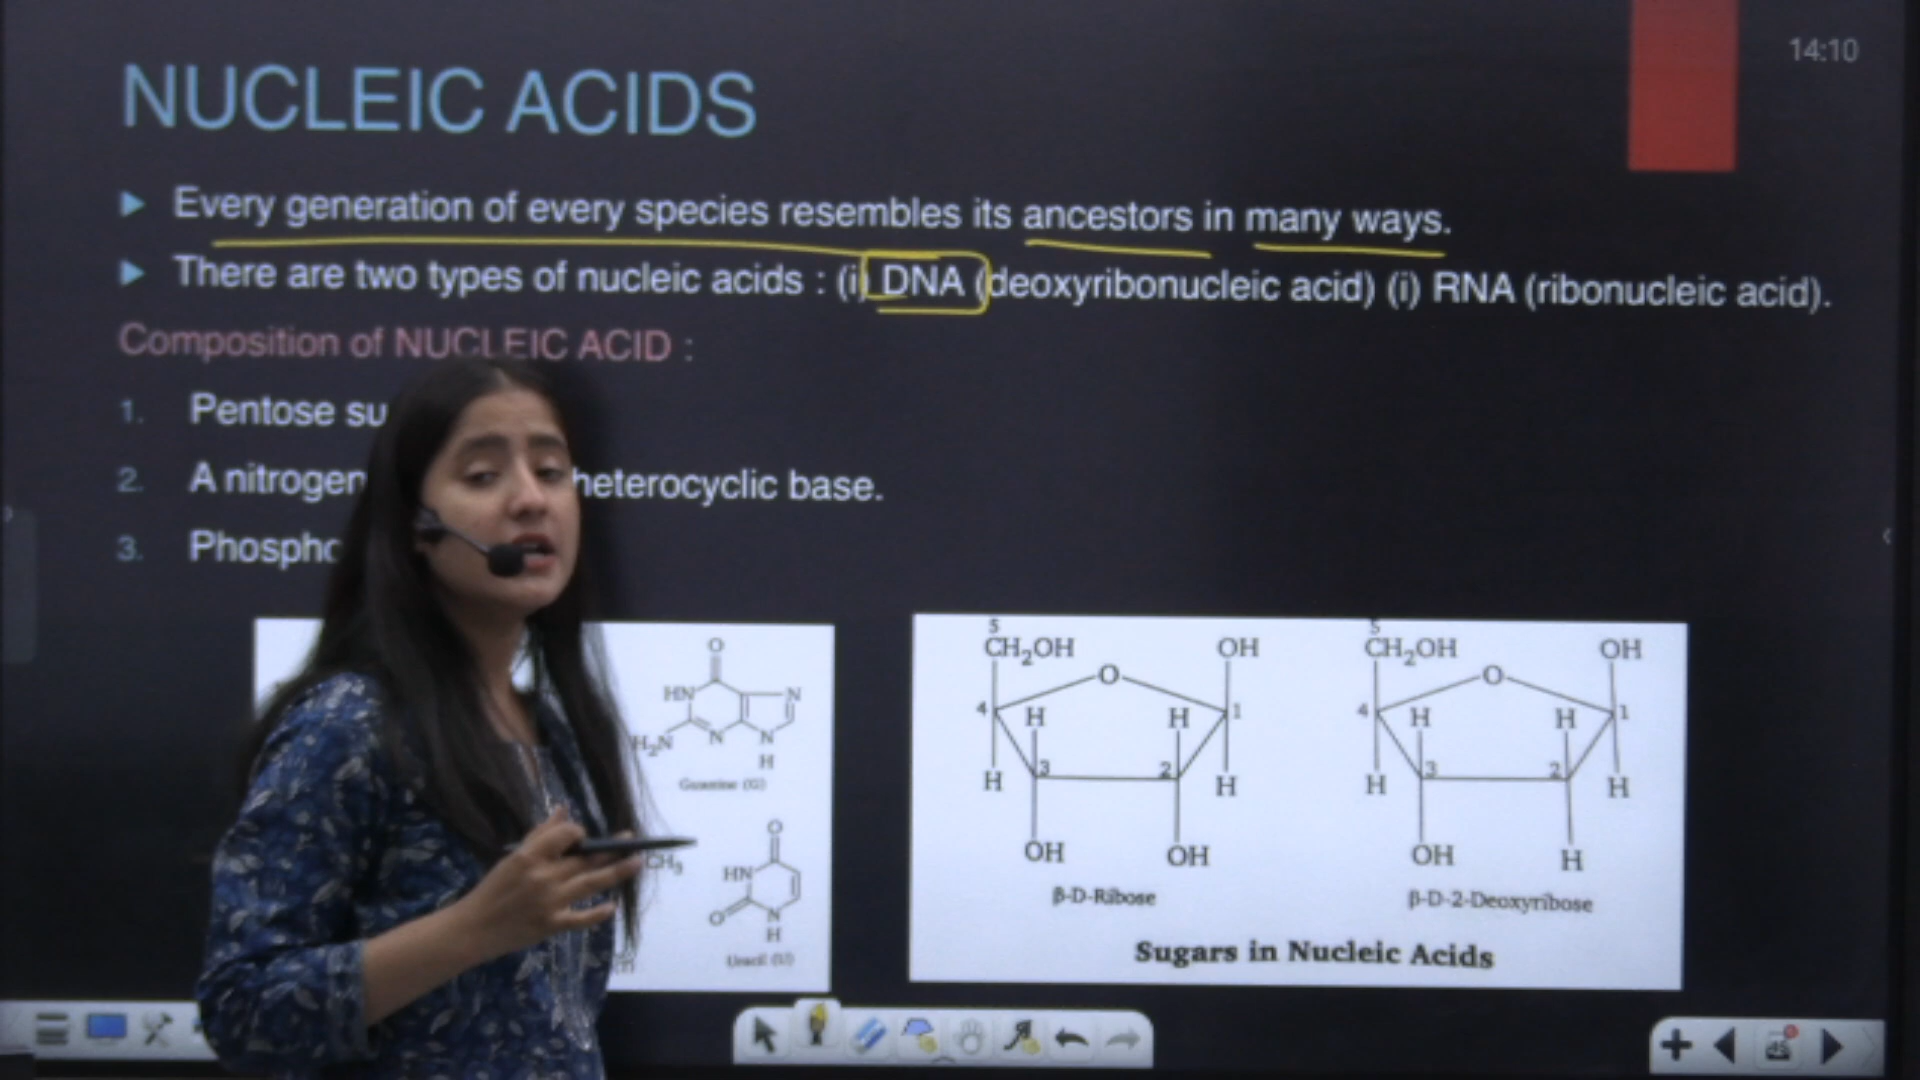 14:10
NUCLEIC ACIDS
Every generation of every species resembles its ancestors in many ways.
There are two types of nucleic acids : (i) DNA (deoxyribonucleic acid) (i) RNA (ribonucleic acid).
Composition of NUCLEIC ACID :
1. Pentose su
2. A nitrogen heterocyclic base.
3. Phospho
O
HN N
H₂N N N
H
Guanine (G)
O
CH₃ HN
O N
H
(T) Uracil (U)
5 5
CH₂OH OH CH₂OH OH
O O
4 H H 1 4 H H 1
H 3 2 H H 3 2 H
OH OH OH H
β-D-Ribose β-D-2-Deoxyribose
Sugars in Nucleic Acids
45